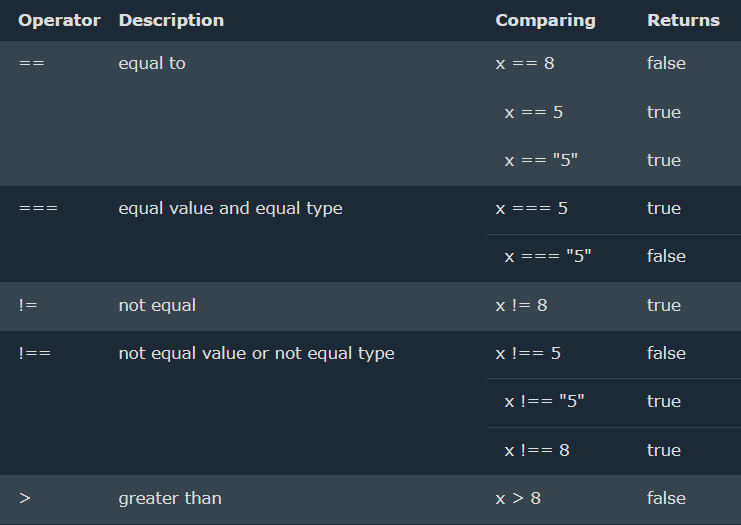 Operator Description Comparing Returns
== equal to x == 8 false
x == 5 true
x == "5" true
=== equal value and equal type x === 5 true
x === "5" false
!= not equal x != 8 true
!== not equal value or not equal type x !== 5 false
x !== "5" true
x !== 8 true
> greater than x > 8 false